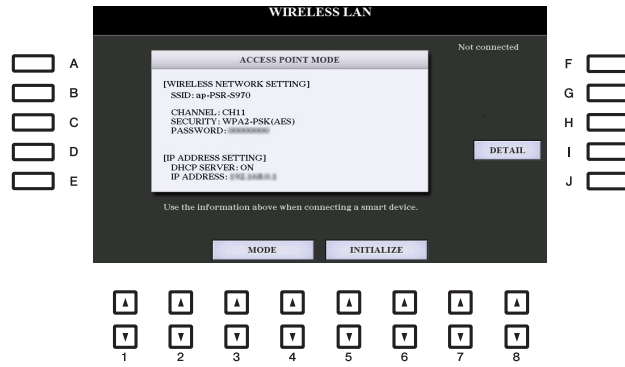 WIRELESS LAN
Not connected
ACCESS POINT MODE
[WIRELESS NETWORK SETTING]
SSID: ap-PSR-S970
CHANNEL: CH11
SECURITY: WPA2-PSK(AES)
PASSWORD:
[IP ADDRESS SETTING]
DHCP SERVER: ON
IP ADDRESS:
Use the information above when connecting a smart device.
DETAIL
MODE
INITIALIZE
A
B
C
D
E
F
G
H
I
J
1 2 3 4 5 6 7 8